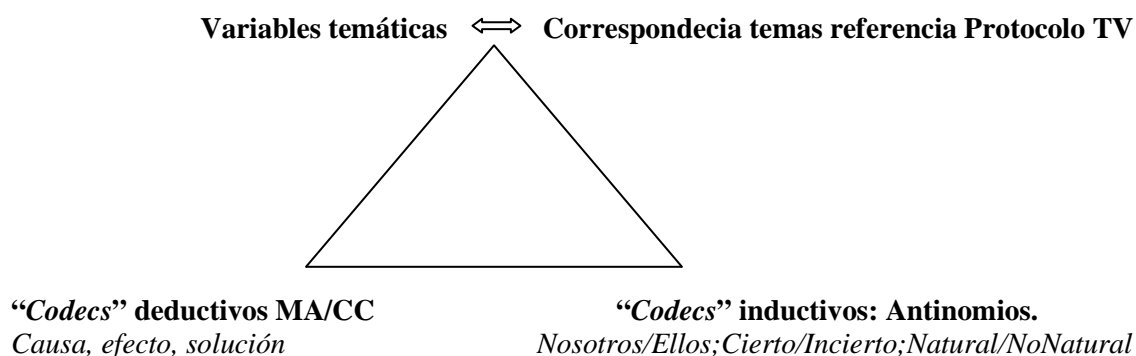 Variables temáticas ⇔ Correspondecia temas referencia Protocolo TV
“Codecs” deductivos MA/CC “Codecs” inductivos: Antinomios.
Causa, efecto, solución Nosotros/Ellos;Cierto/Incierto;Natural/NoNatural